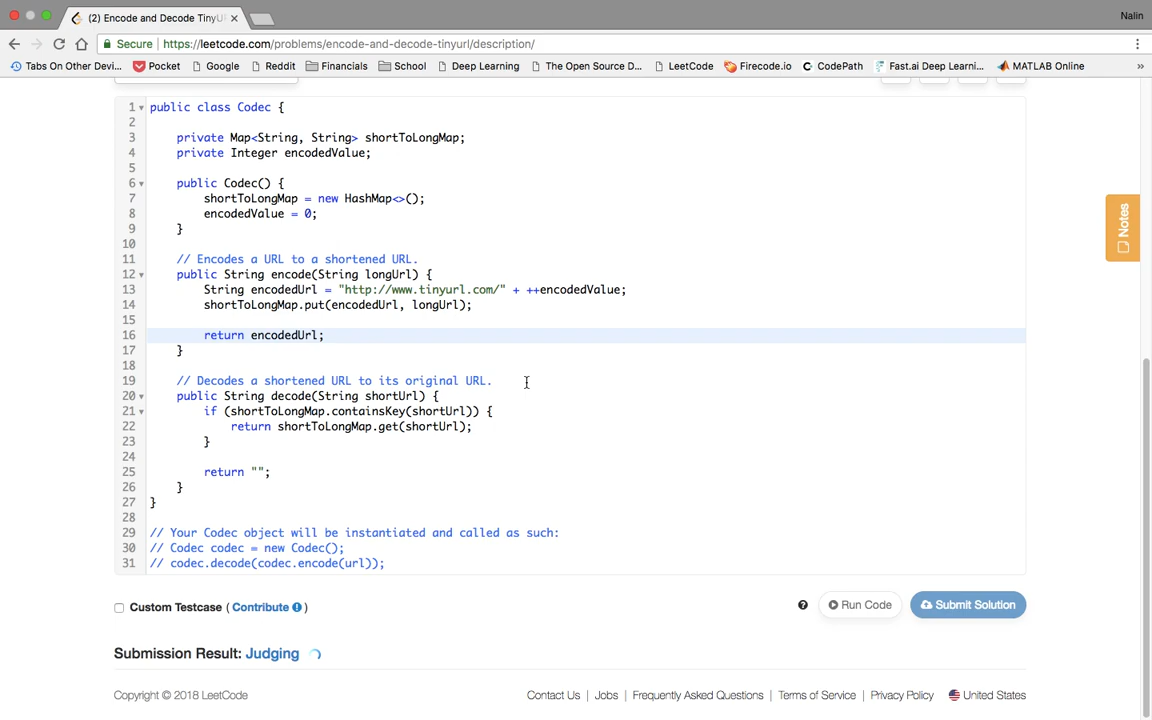 (2) Encode and Decode TinyU
Nalin
Secure https://leetcode.com/problems/encode-and-decode-tinyurl/description/
Tabs On Other Devi... Pocket Google Reddit Financials School Deep Learning The Open Source D... LeetCode Firecode.io CodePath Fast.ai Deep Learni... MATLAB Online »
1 public class Codec {
2
3 private Map<String, String> shortToLongMap;
4 private Integer encodedValue;
5
6 public Codec() {
7 shortToLongMap = new HashMap<>();
8 encodedValue = 0;
9 }
10
11 // Encodes a URL to a shortened URL.
12 public String encode(String longUrl) {
13 String encodedUrl = "http://www.tinyurl.com/" + ++encodedValue;
14 shortToLongMap.put(encodedUrl, longUrl);
15
16 return encodedUrl;
17 }
18
19 // Decodes a shortened URL to its original URL.
20 public String decode(String shortUrl) {
21 if (shortToLongMap.containsKey(shortUrl)) {
22 return shortToLongMap.get(shortUrl);
23 }
24
25 return "";
26 }
27 }
28
29 // Your Codec object will be instantiated and called as such:
30 // Codec codec = new Codec();
31 // codec.decode(codec.encode(url));
Notes
Custom Testcase ( Contribute )
Run Code
Submit Solution
Submission Result: Judging
Copyright © 2018 LeetCode
Contact Us | Jobs | Frequently Asked Questions | Terms of Service | Privacy Policy United States